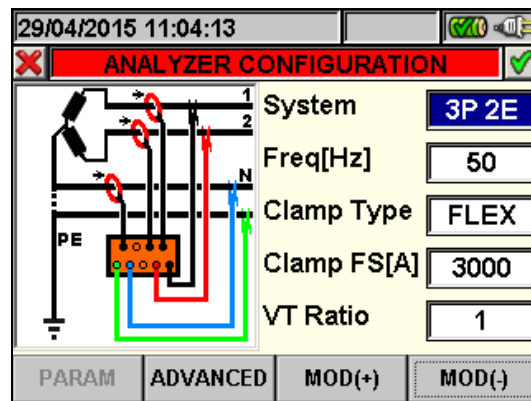 29/04/2015 11:04:13
ANALYZER CONFIGURATION
1
2
N
PE
System 3P 2E
Freq[Hz] 50
Clamp Type FLEX
Clamp FS[A] 3000
VT Ratio 1
PARAM ADVANCED MOD(+) MOD(-)